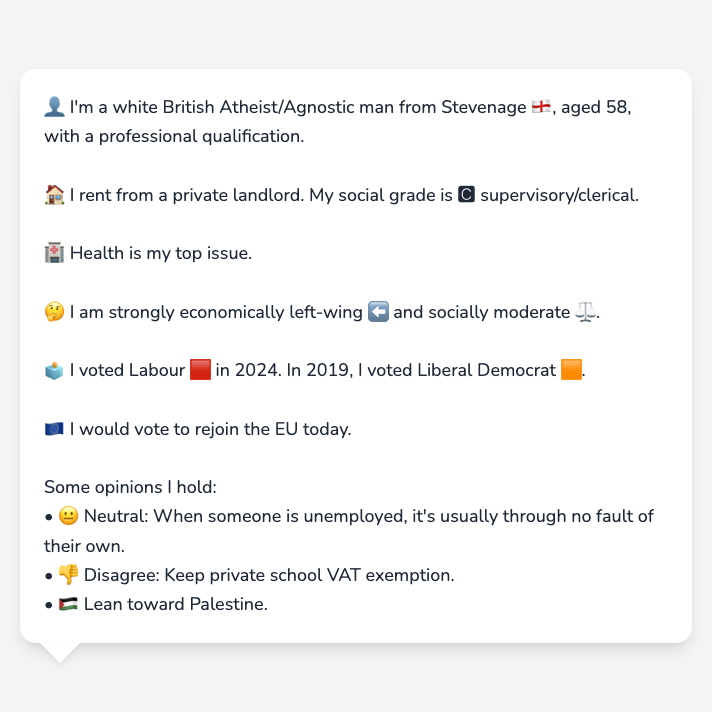 👤 I'm a white British Atheist/Agnostic man from Stevenage 🏴󠁧󠁢󠁥󠁮󠁧󠁿, aged 58,
with a professional qualification.
🏠 I rent from a private landlord. My social grade is 🅲 supervisory/clerical.
🏥 Health is my top issue.
🤔 I am strongly economically left-wing ⬅️ and socially moderate ⚖️.
🗳️ I voted Labour 🟥 in 2024. In 2019, I voted Liberal Democrat 🟧.
🇪🇺 I would vote to rejoin the EU today.
Some opinions I hold:
• 😐 Neutral: When someone is unemployed, it's usually through no fault of
their own.
• 👎 Disagree: Keep private school VAT exemption.
• 🇵🇸 Lean toward Palestine.